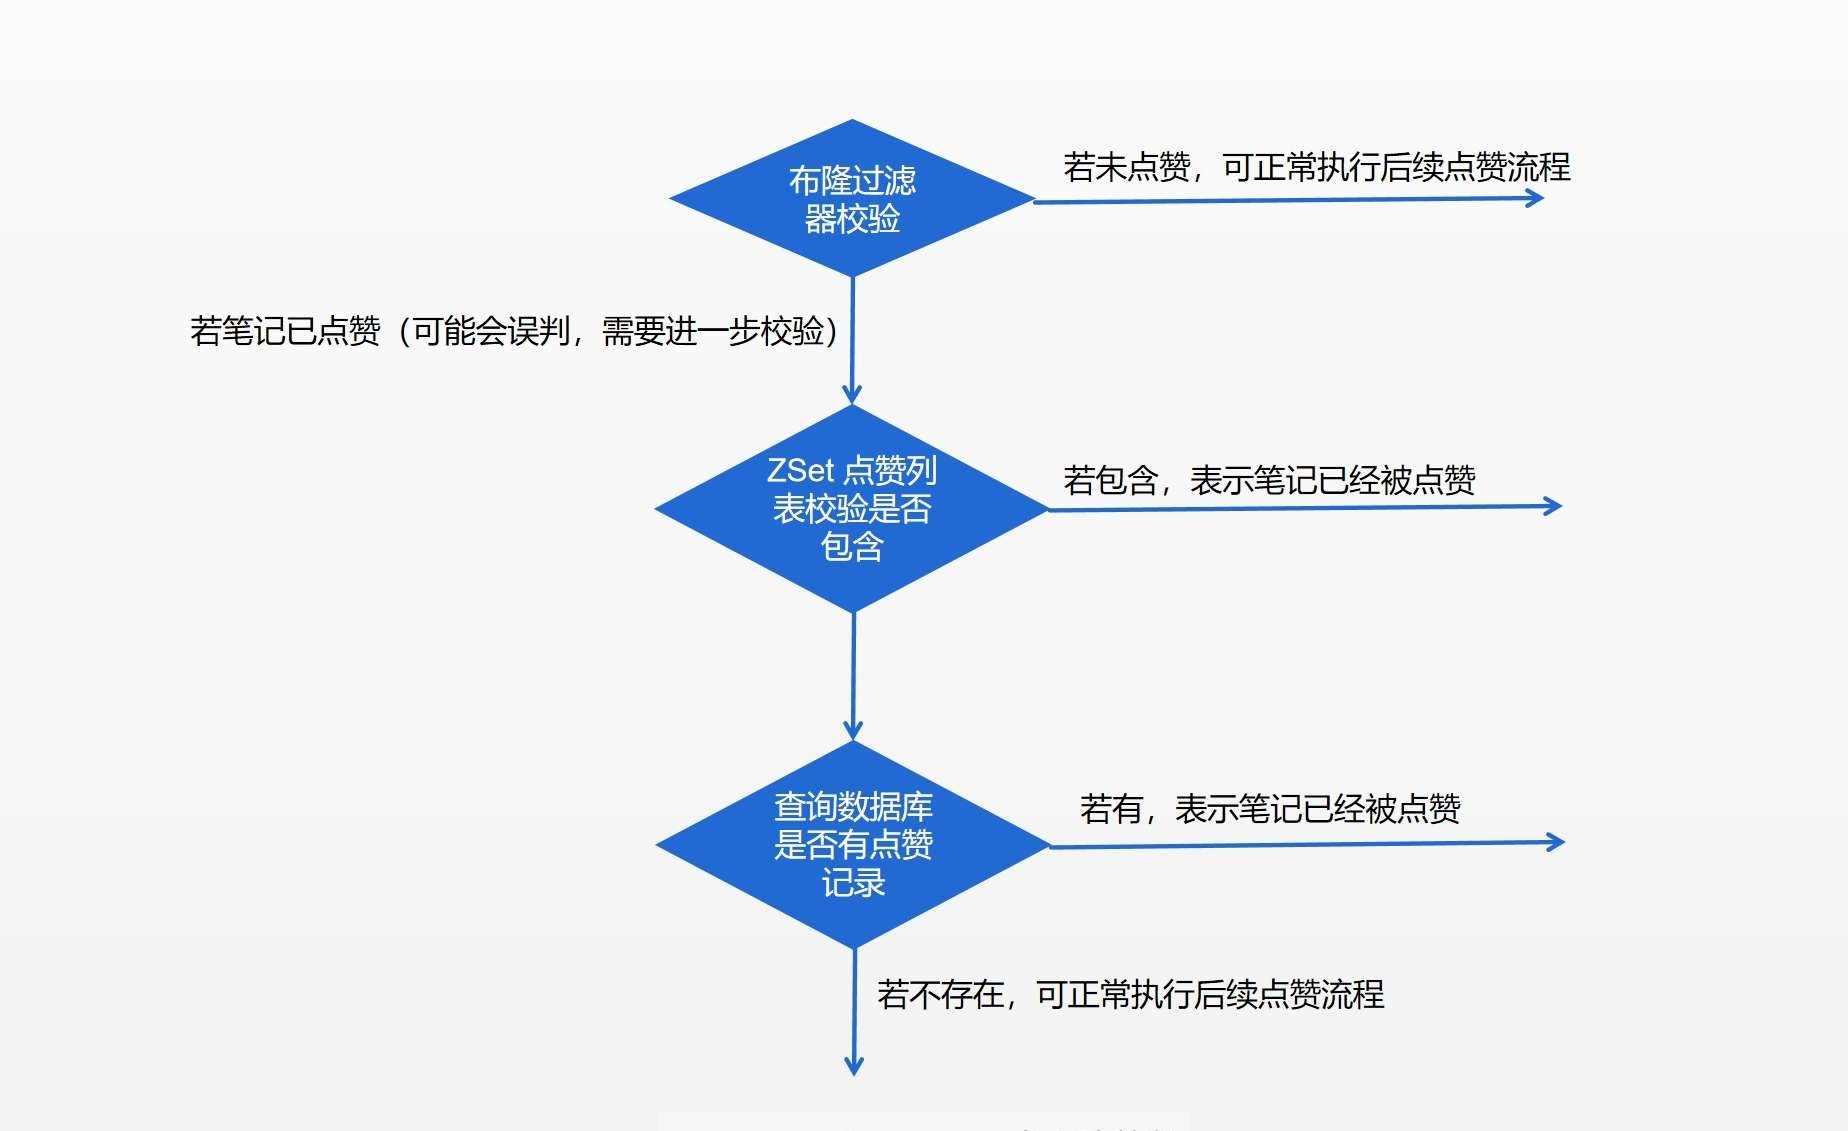 布隆过滤
器校验
若未点赞，可正常执行后续点赞流程
若笔记已点赞（可能会误判，需要进一步校验）
ZSet 点赞列
表校验是否
包含
若包含，表示笔记已经被点赞
查询数据库
是否有点赞
记录
若有，表示笔记已经被点赞
若不存在，可正常执行后续点赞流程